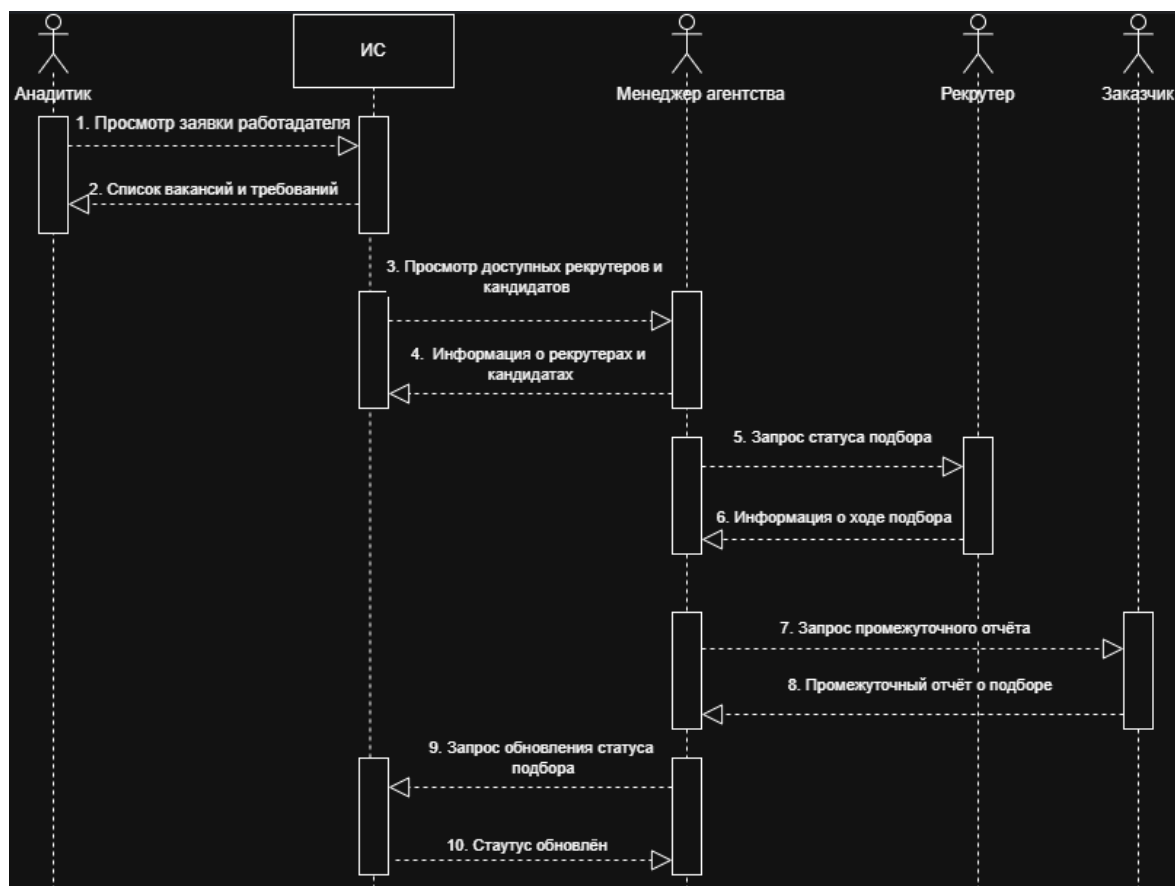 ИС
Анадитик
Менеджер агентства
Рекрутер
Заказчик
1. Просмотр заявки работадателя
2. Список вакансий и требований
3. Просмотр доступных рекрутеров и
кандидатов
4. Информация о рекрутерах и
кандидатах
5. Запрос статуса подбора
6. Информация о ходе подбора
7. Запрос промежуточного отчёта
8. Промежуточный отчёт о подборе
9. Запрос обновления статуса
подбора
10. Стаутус обновлён